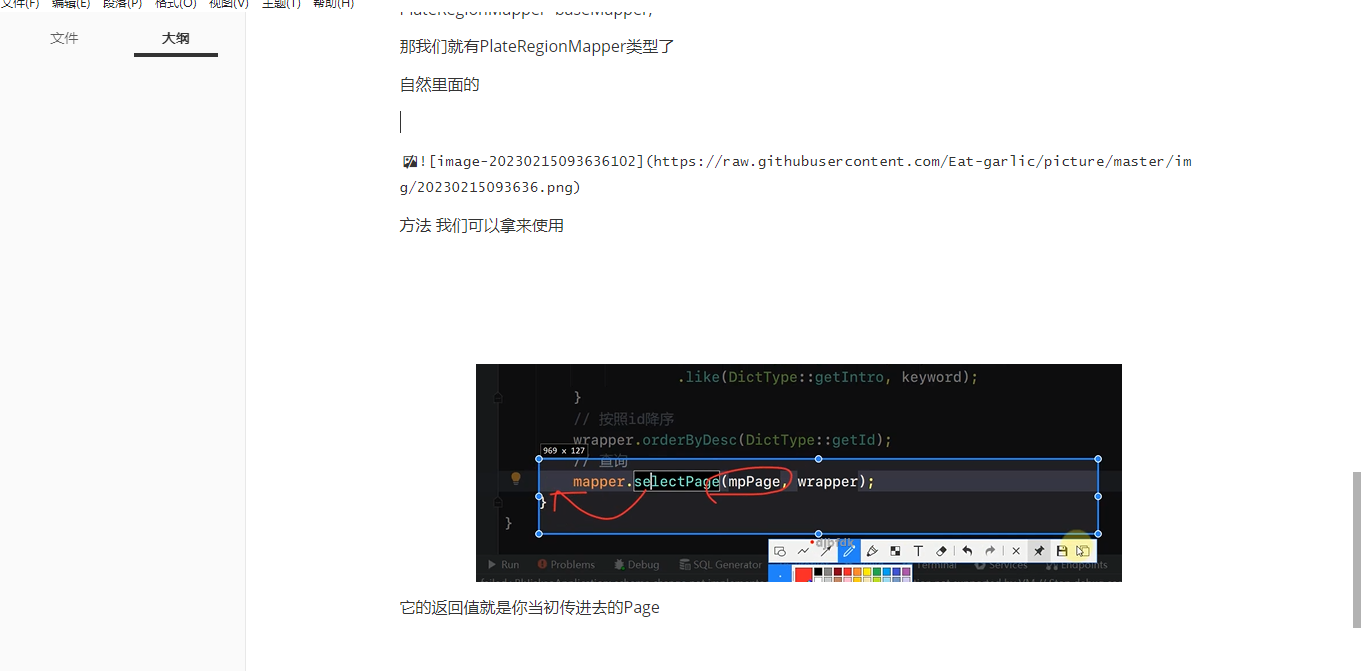 文件(F) 编辑(E) 段落(P) 格式(O) 视图(V) 主题(T) 帮助(H)
文件 大纲
PlateRegionMapper baseMapper;
那我们就有PlateRegionMapper类型了
自然里面的
![image-20230215093636102](https://raw.githubusercontent.com/Eat-garlic/picture/master/im
g/20230215093636.png)
方法 我们可以拿来使用
.like(DictType::getIntro, keyword);
}
// 按照id降序
wrapper.orderByDesc(DictType::getId);
969 x 127
// 查询
mapper.selectPage(mpPage, wrapper);
}
}
Run Problems Debug SQL Generator Terminal Services Endpoints
它的返回值就是你当初传进去的Page